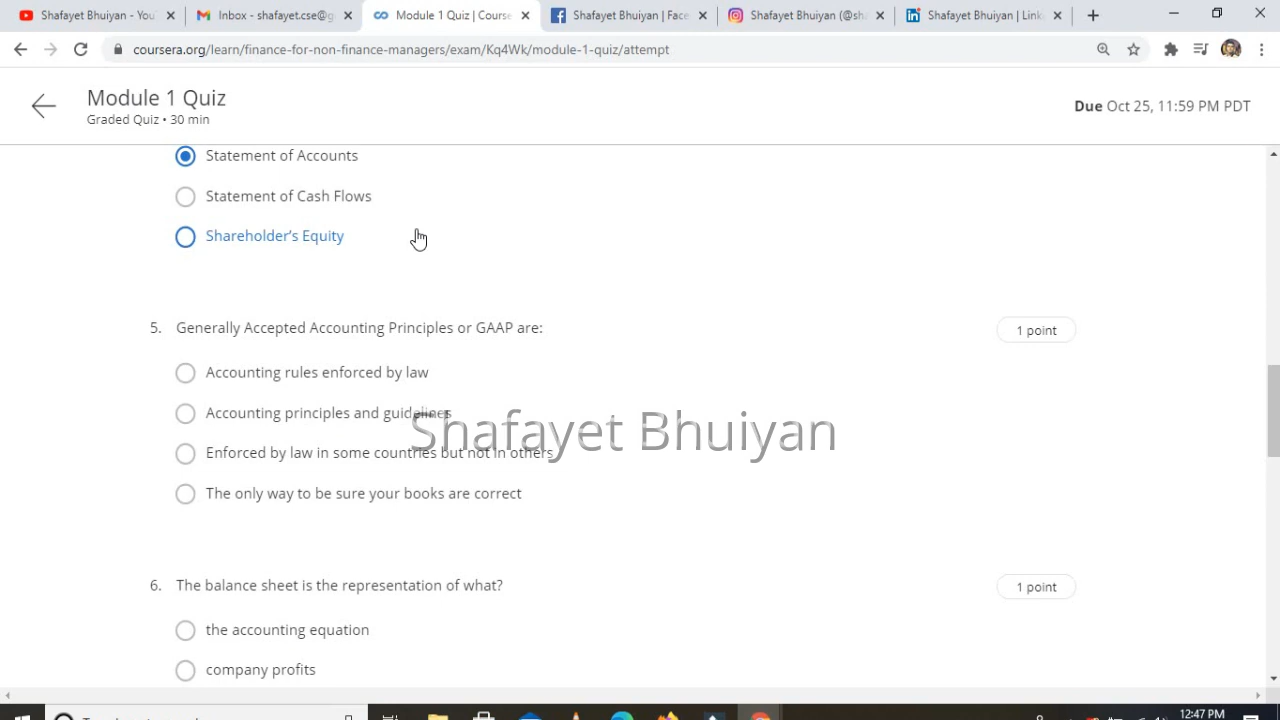 Shafayet Bhuiyan - You
Inbox - shafayet.cse@g
Module 1 Quiz | Course
Shafayet Bhuiyan | Face
Shafayet Bhuiyan (@sha
Shafayet Bhuiyan | Link
coursera.org/learn/finance-for-non-finance-managers/exam/Kq4Wk/module-1-quiz/attempt
Module 1 Quiz
Graded Quiz • 30 min
Due Oct 25, 11:59 PM PDT
Statement of Accounts
Statement of Cash Flows
Shareholder's Equity
5. Generally Accepted Accounting Principles or GAAP are:
1 point
Accounting rules enforced by law
Accounting principles and guidelines
Shafayet Bhuiyan
Enforced by law in some countries but not in others
The only way to be sure your books are correct
6. The balance sheet is the representation of what?
1 point
the accounting equation
company profits
12:47 PM